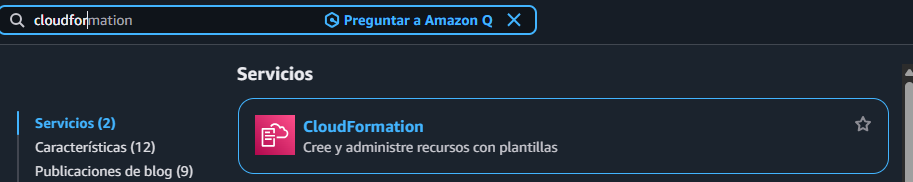 cloudformation
Preguntar a Amazon Q
Servicios
Servicios (2)
Características (12)
Publicaciones de blog (9)
CloudFormation
Cree y administre recursos con plantillas